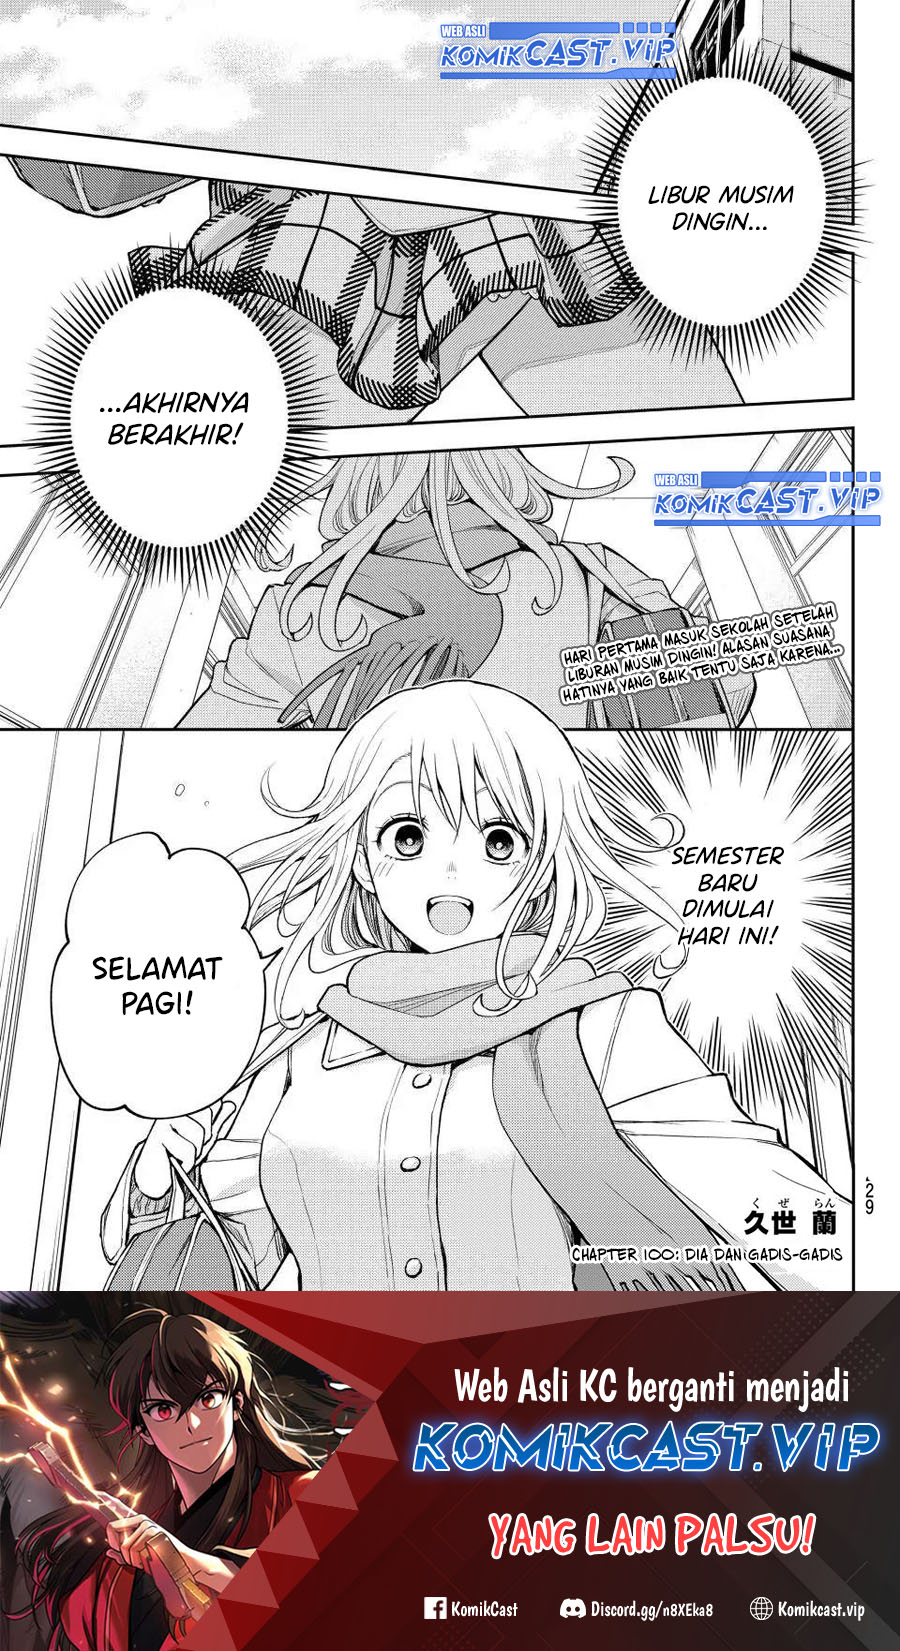 WEB ASLI
KOMIKCAST.VIP
LIBUR MUSIM
DINGIN...
...AKHIRNYA
BERAKHIR!
WEB ASLI
KOMIKCAST.VIP
HARI PERTAMA MASUK SEKOLAH SETELAH
LIBURAN MUSIM DINGIN! ALASAN SUASANA
HATINYA YANG BAIK TENTU SAJA KARENA...
SEMESTER
BARU
DIMULAI
HARI INI!
SELAMAT
PAGI!
129
くぜ らん
久世 蘭
CHAPTER 100: DIA DAN GADIS-GADIS
Web Asli KC berganti menjadi
KOMIKCAST.VIP
YANG LAIN PALSU!
KomikCast
Discord.gg/n8XEka8
Komikcast.vip